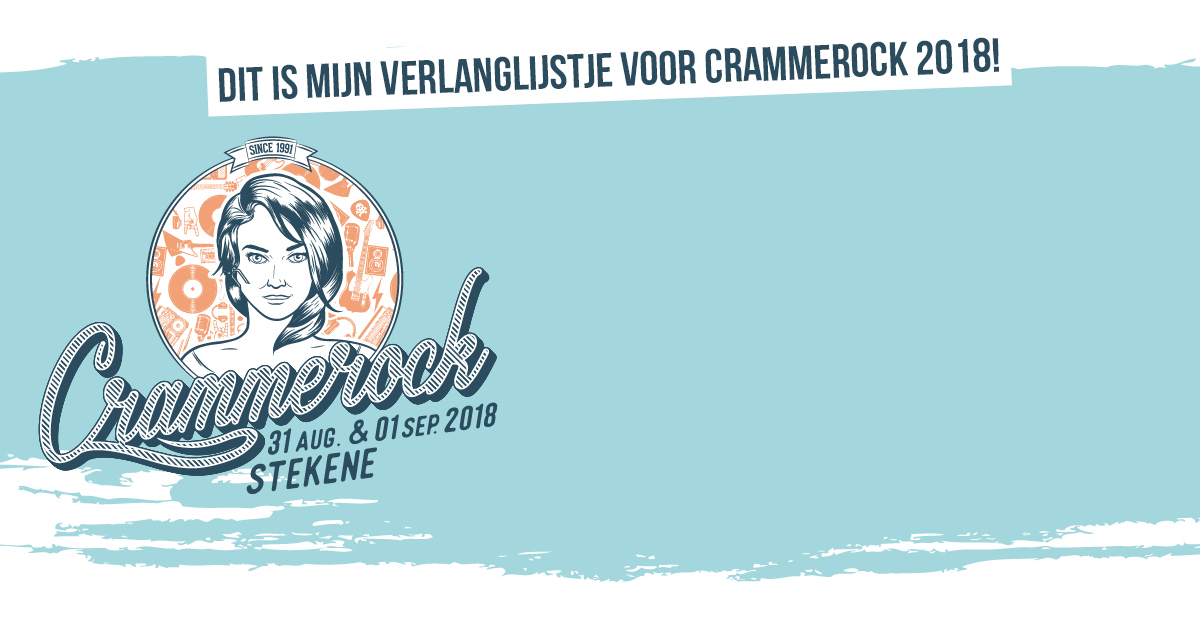 DIT IS MIJN VERLANGLIJSTJE VOOR CRAMMEROCK 2018!
SINCE 1991
Crammerock
31 AUG. & 01 SEP. 2018
STEKENE